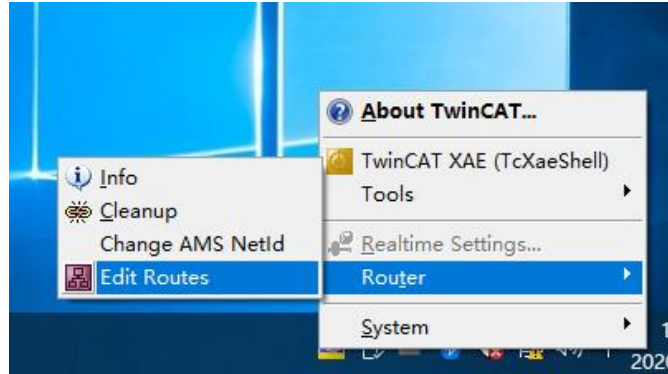 About TwinCAT...
TwinCAT XAE (TcXaeShell)
Tools
Realtime Settings...
Router
System
Info
Cleanup
Change AMS NetId
Edit Routes